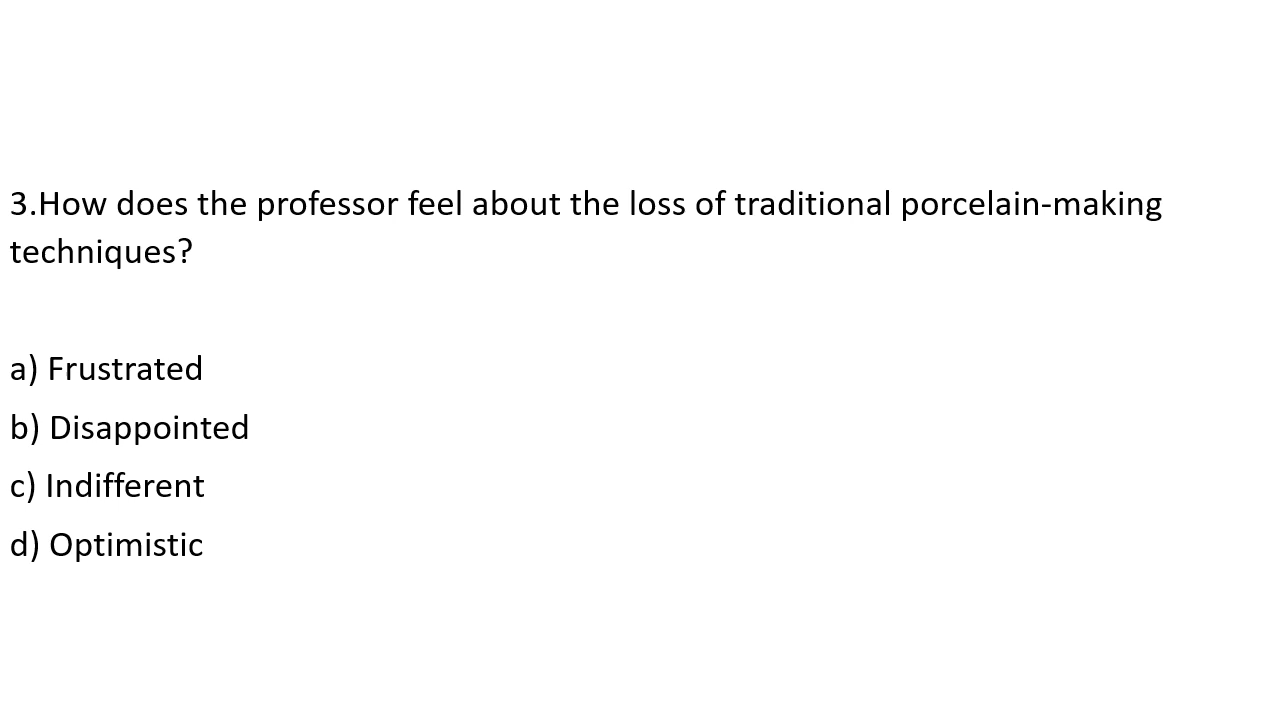 3.How does the professor feel about the loss of traditional porcelain-making
techniques?
a) Frustrated
b) Disappointed
c) Indifferent
d) Optimistic